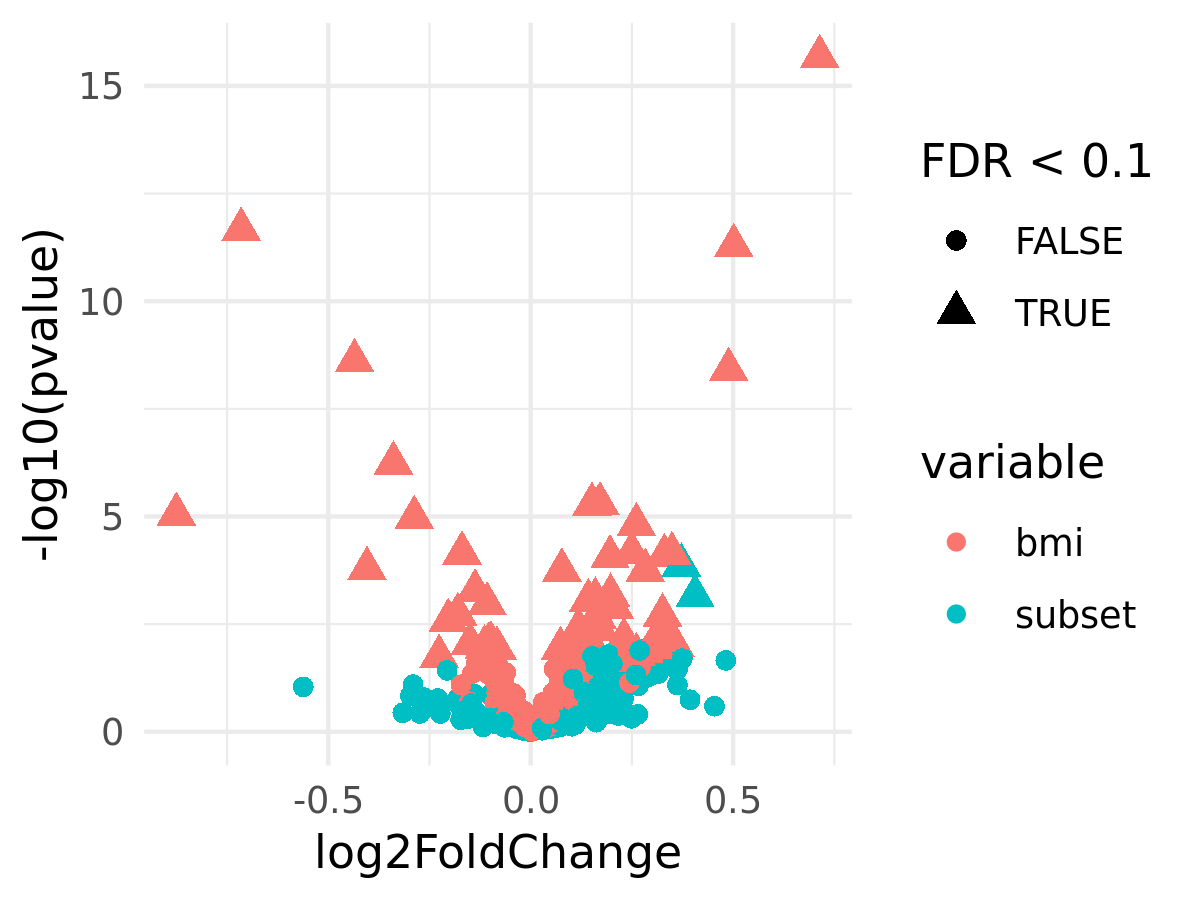 15
10
5
0
-log10(pvalue)
-0.5
0.0
0.5
log2FoldChange
FDR < 0.1
FALSE
TRUE
variable
bmi
subset